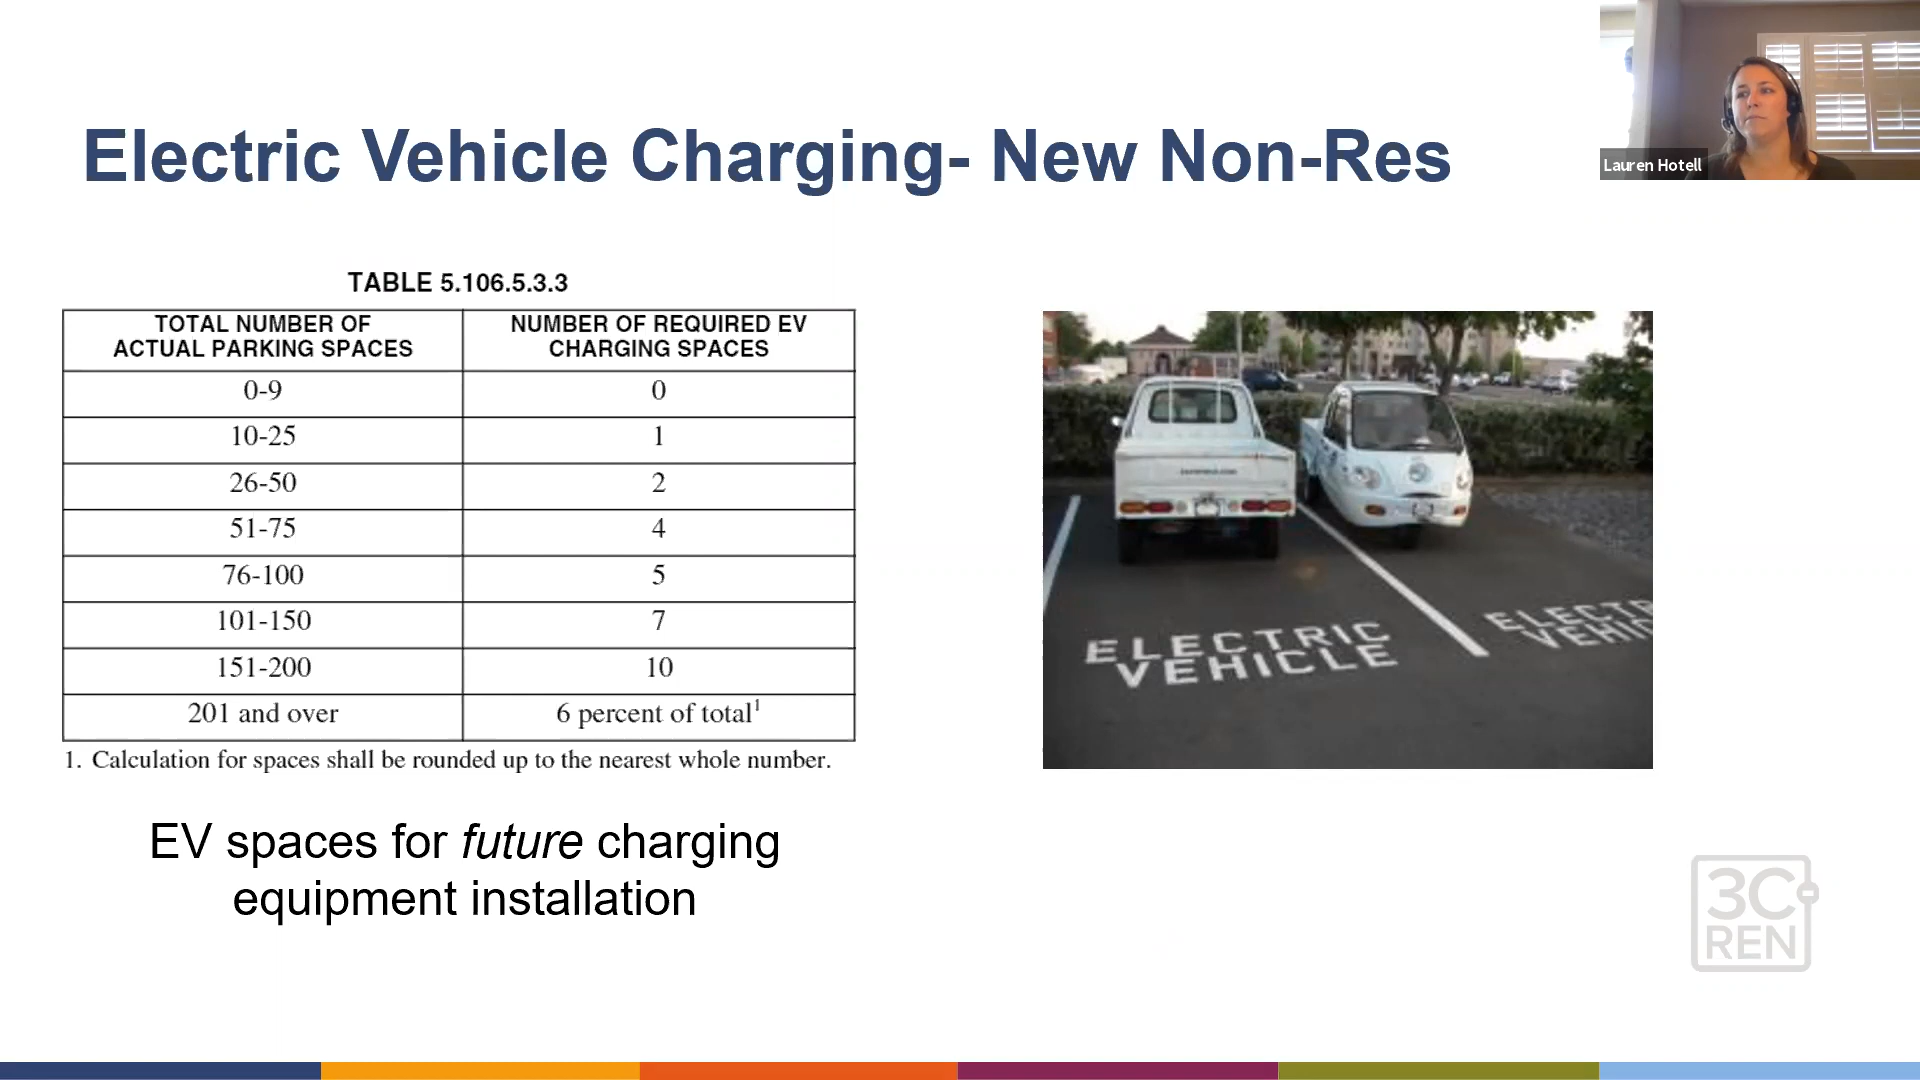 Lauren Hotell
Electric Vehicle Charging- New Non-Res
TABLE 5.106.5.3.3
TOTAL NUMBER OF ACTUAL PARKING SPACES
NUMBER OF REQUIRED EV CHARGING SPACES
0-9 0
10-25 1
26-50 2
51-75 4
76-100 5
101-150 7
151-200 10
201 and over 6 percent of total¹
1. Calculation for spaces shall be rounded up to the nearest whole number.
EV spaces for future charging
equipment installation
ELECTRIC
VEHICLE
ELECTR
VEHIC
3C-
REN